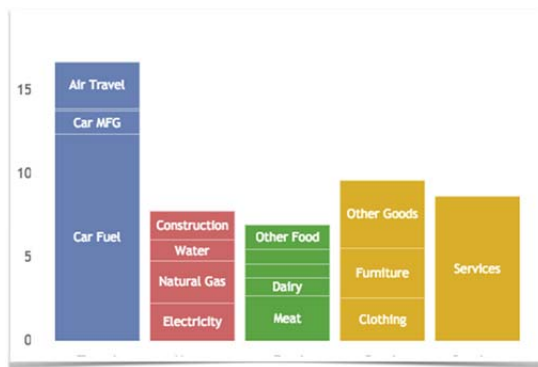 15
10
5
0
Air Travel
Car MFG
Car Fuel
Construction
Water
Natural Gas
Electricity
Other Food
Dairy
Meat
Other Goods
Furniture
Clothing
Services